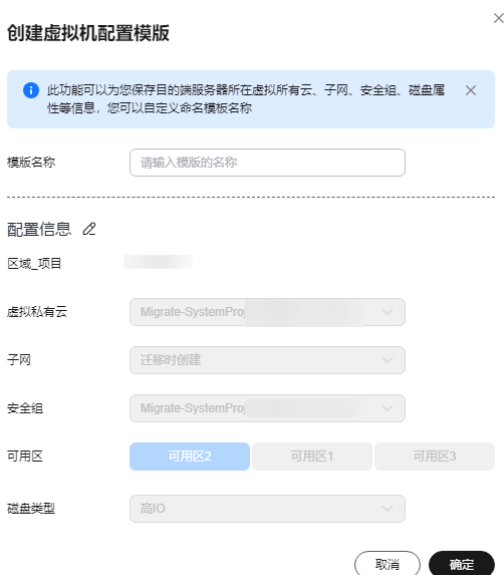 创建虚拟机配置模版
此功能可以为您保存目的端服务器所在虚拟所有云、子网、安全组、磁盘属
性等信息，您可以自定义命名模板名称
模版名称
请输入模版的名称
配置信息
区域_项目
虚拟私有云
Migrate-SystemProj
子网
迁移时创建
安全组
Migrate-SystemProj
可用区
可用区2 可用区1 可用区3
磁盘类型
高IO
取消 确定